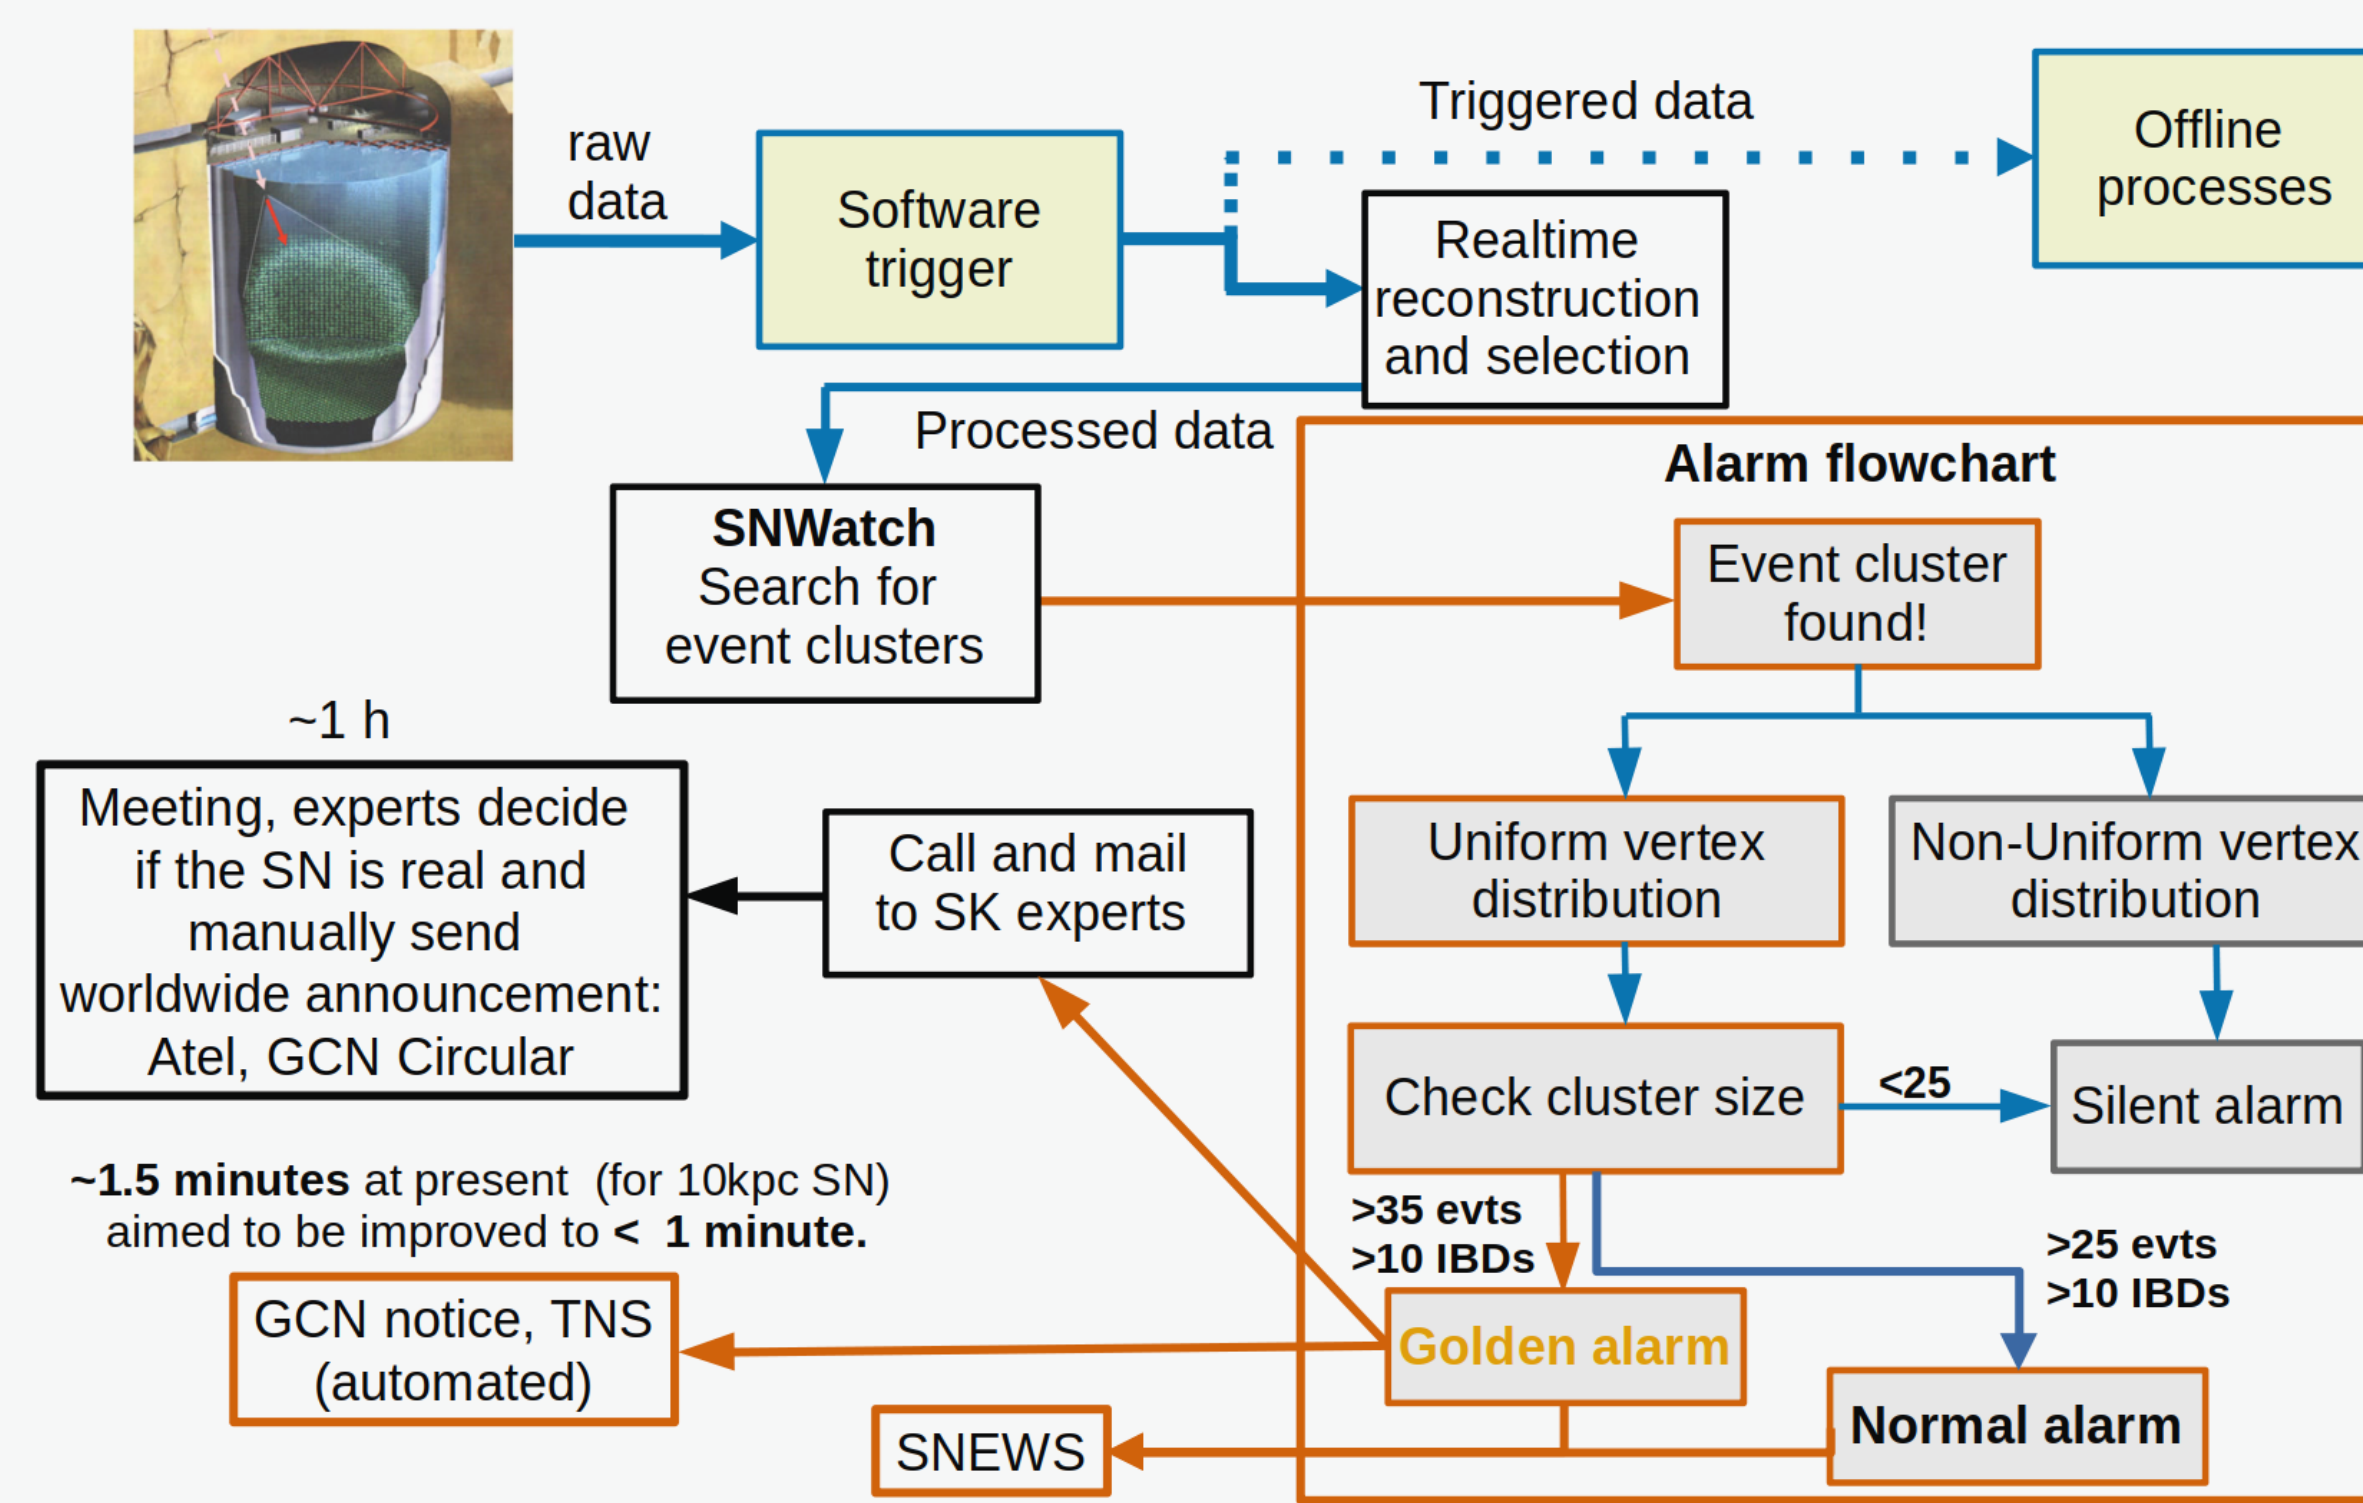 raw
data
Software
trigger
Triggered data
Offline
processes
Realtime
reconstruction
and selection
Processed data
SNWatch
Search for
event clusters
Alarm flowchart
Event cluster
found!
~1 h
Meeting, experts decide
if the SN is real and
manually send
worldwide announcement:
Atel, GCN Circular
Call and mail
to SK experts
Uniform vertex
distribution
Non-Uniform vertex
distribution
Check cluster size
<25
Silent alarm
~1.5 minutes at present (for 10kpc SN)
aimed to be improved to < 1 minute.
>35 evts
>10 IBDs
>25 evts
>10 IBDs
GCN notice, TNS
(automated)
Golden alarm
Normal alarm
SNEWS